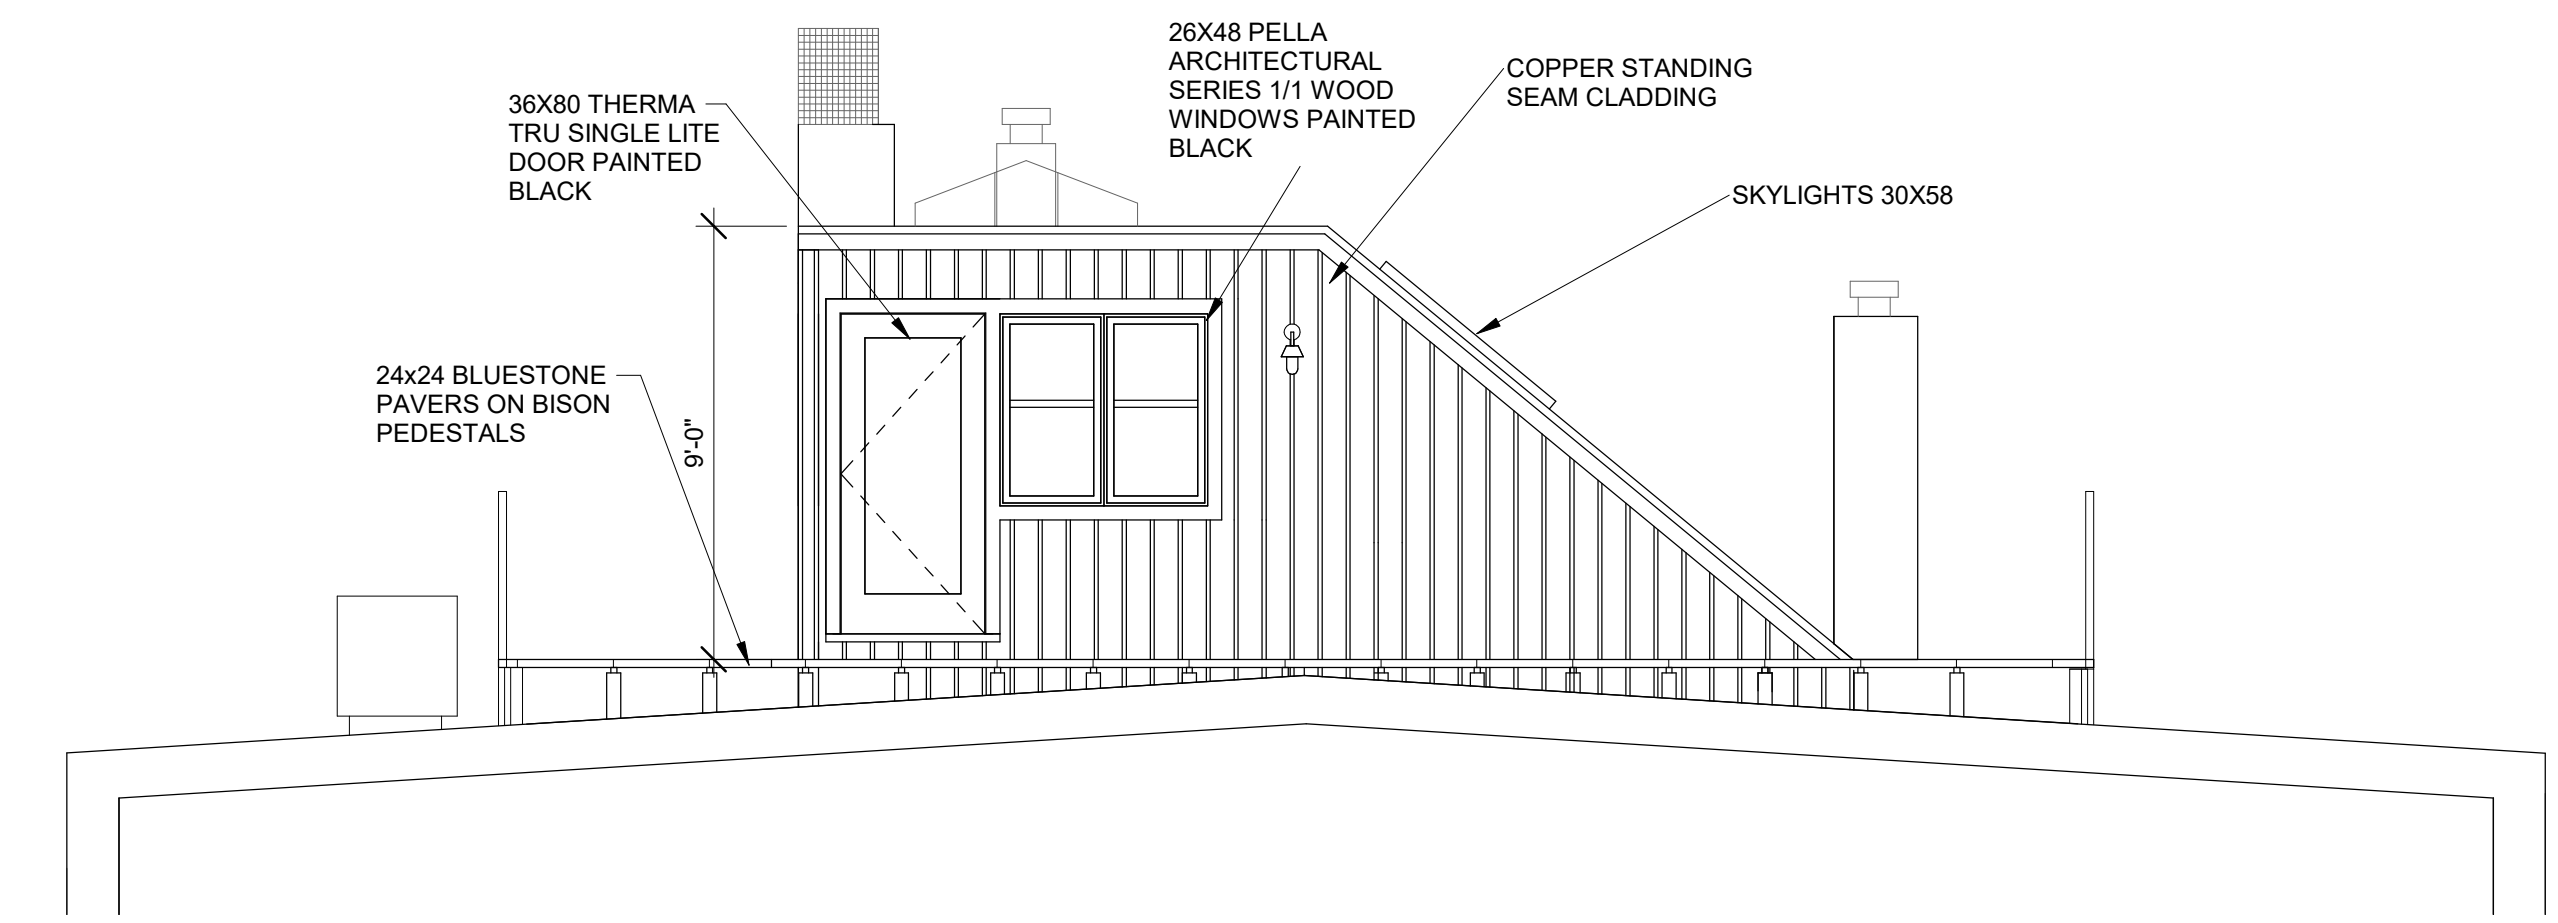 26X48 PELLA
ARCHITECTURAL
SERIES 1/1 WOOD
WINDOWS PAINTED
BLACK
COPPER STANDING
SEAM CLADDING
36X80 THERMA
TRU SINGLE LITE
DOOR PAINTED
BLACK
SKYLIGHTS 30X58
24x24 BLUESTONE
PAVERS ON BISON
PEDESTALS
9'-0"